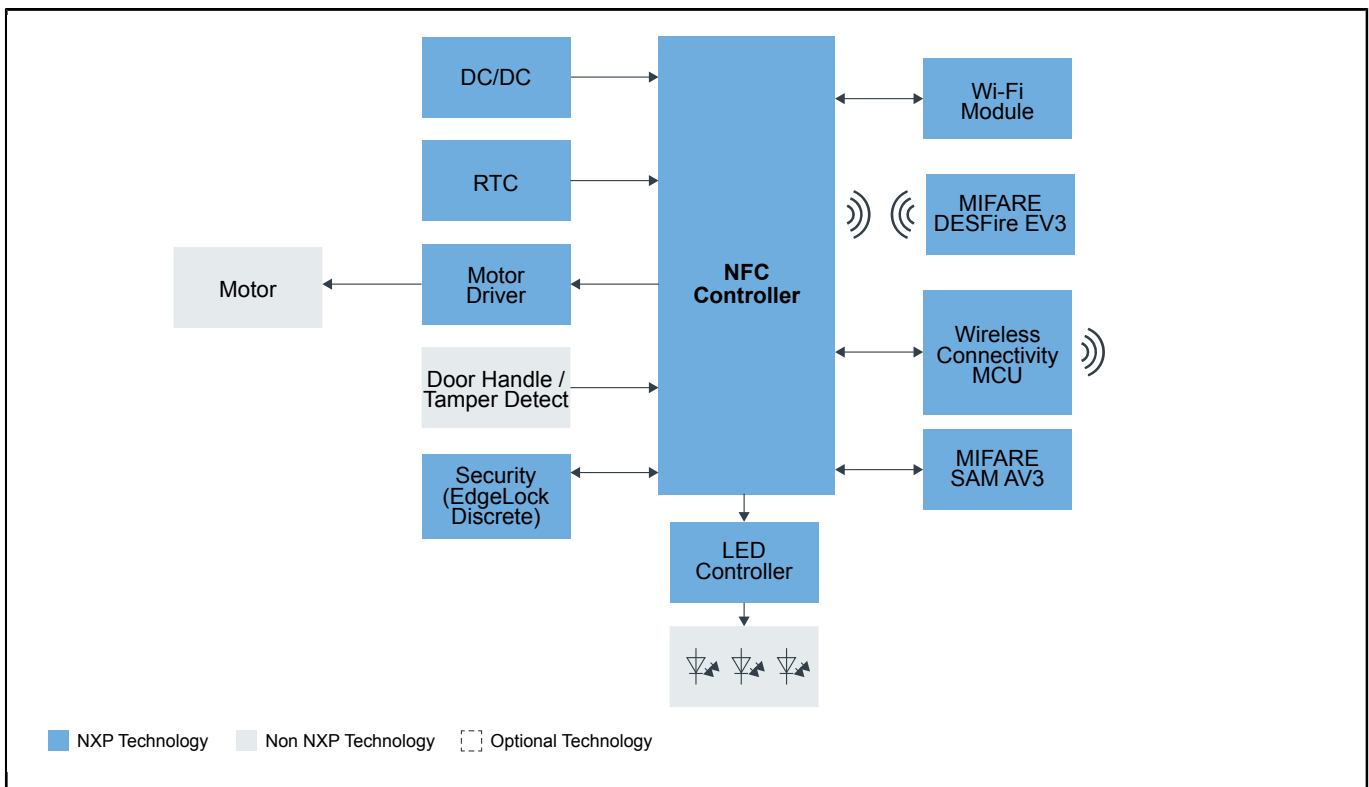 DC/DC
RTC
Motor
Motor
Driver
Door Handle /
Tamper Detect
Security
(EdgeLock
Discrete)
NFC
Controller
LED
Controller
Wi-Fi
Module
MIFARE
DESFire EV3
Wireless
Connectivity
MCU
MIFARE
SAM AV3
NXP Technology
Non NXP Technology
Optional Technology